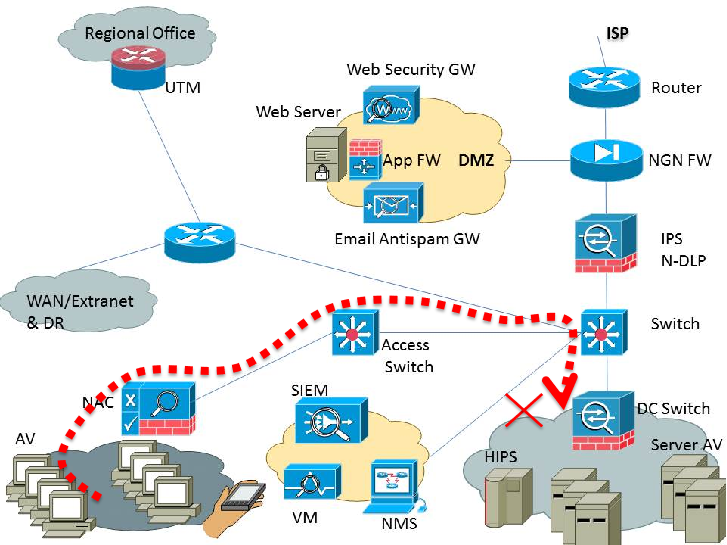 Regional Office
ISP
UTM
Web Security GW
Router
Web Server
WWW
App FW
DMZ
NGN FW
Email Antispam GW
IPS
N-DLP
WAN/Extranet
& DR
Switch
Access
Switch
NAC
X
SIEM
DC Switch
AV
Server AV
HIPS
VM
NMS